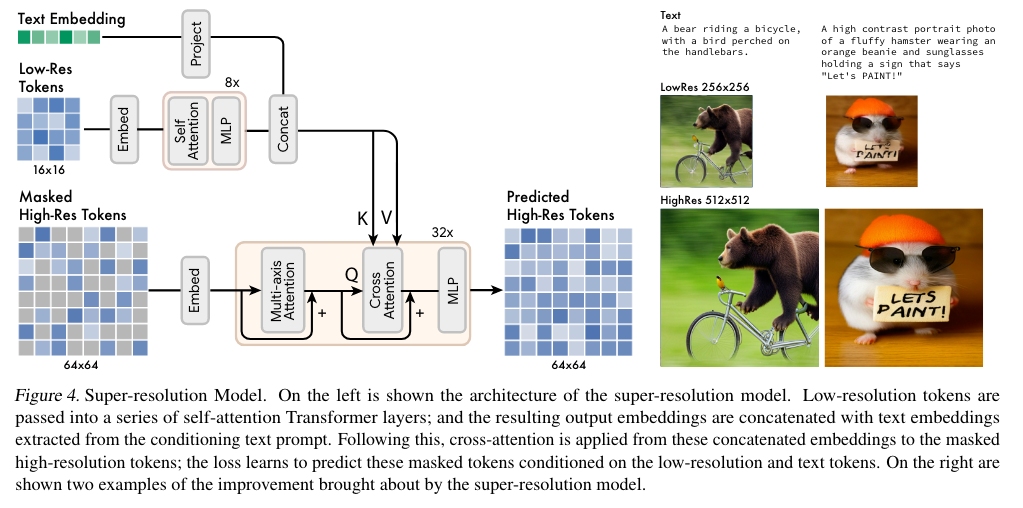 Text Embedding
Project
Low-Res
Tokens
8x
Embed
Self
Attention
MLP
Concat
16x16
Masked
High-Res Tokens
K
V
Predicted
High-Res Tokens
32x
Embed
Multi-axis
Attention
+
Q
Cross
Attention
+
MLP
64x64
64x64
Text
A bear riding a bicycle,
with a bird perched on
the handlebars.
A high contrast portrait photo
of a fluffy hamster wearing an
orange beanie and sunglasses
holding a sign that says
"Let's PAINT!"
LowRes 256x256
LETS
PAINT!
HighRes 512x512
LETS
PAINT!
Figure 4. Super-resolution Model. On the left is shown the architecture of the super-resolution model. Low-resolution tokens are
passed into a series of self-attention Transformer layers; and the resulting output embeddings are concatenated with text embeddings
extracted from the conditioning text prompt. Following this, cross-attention is applied from these concatenated embeddings to the masked
high-resolution tokens; the loss learns to predict these masked tokens conditioned on the low-resolution and text tokens. On the right are
shown two examples of the improvement brought about by the super-resolution model.